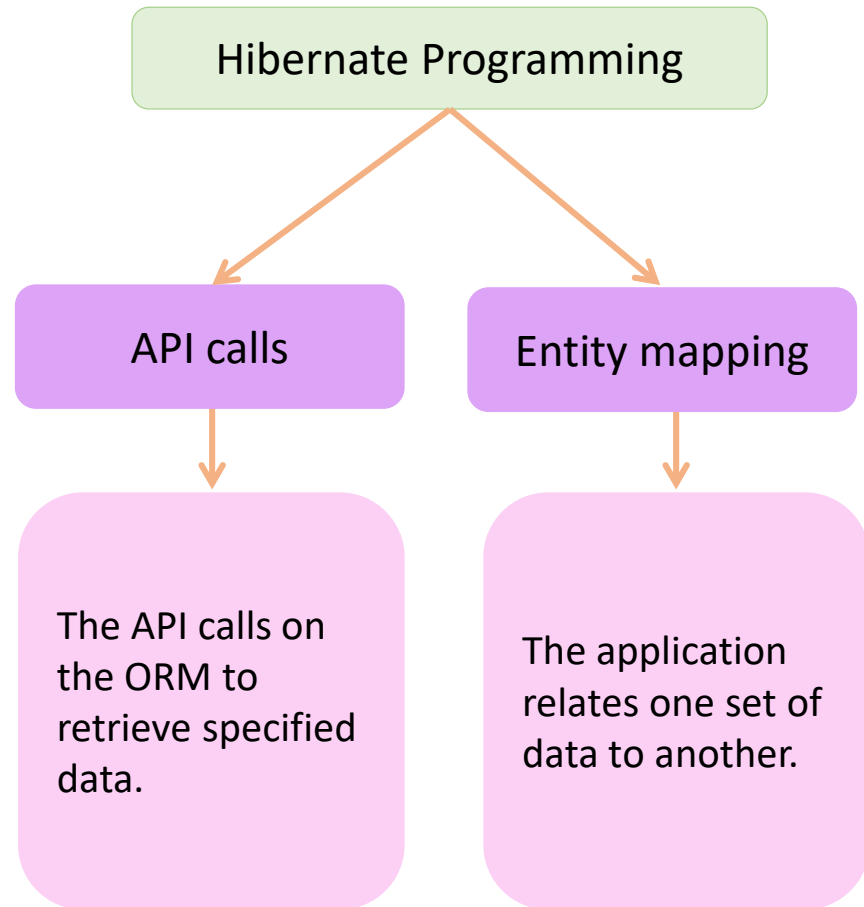 Hibernate Programming
API calls
Entity mapping
The API calls on
the ORM to
retrieve specified
data.
The application
relates one set of
data to another.